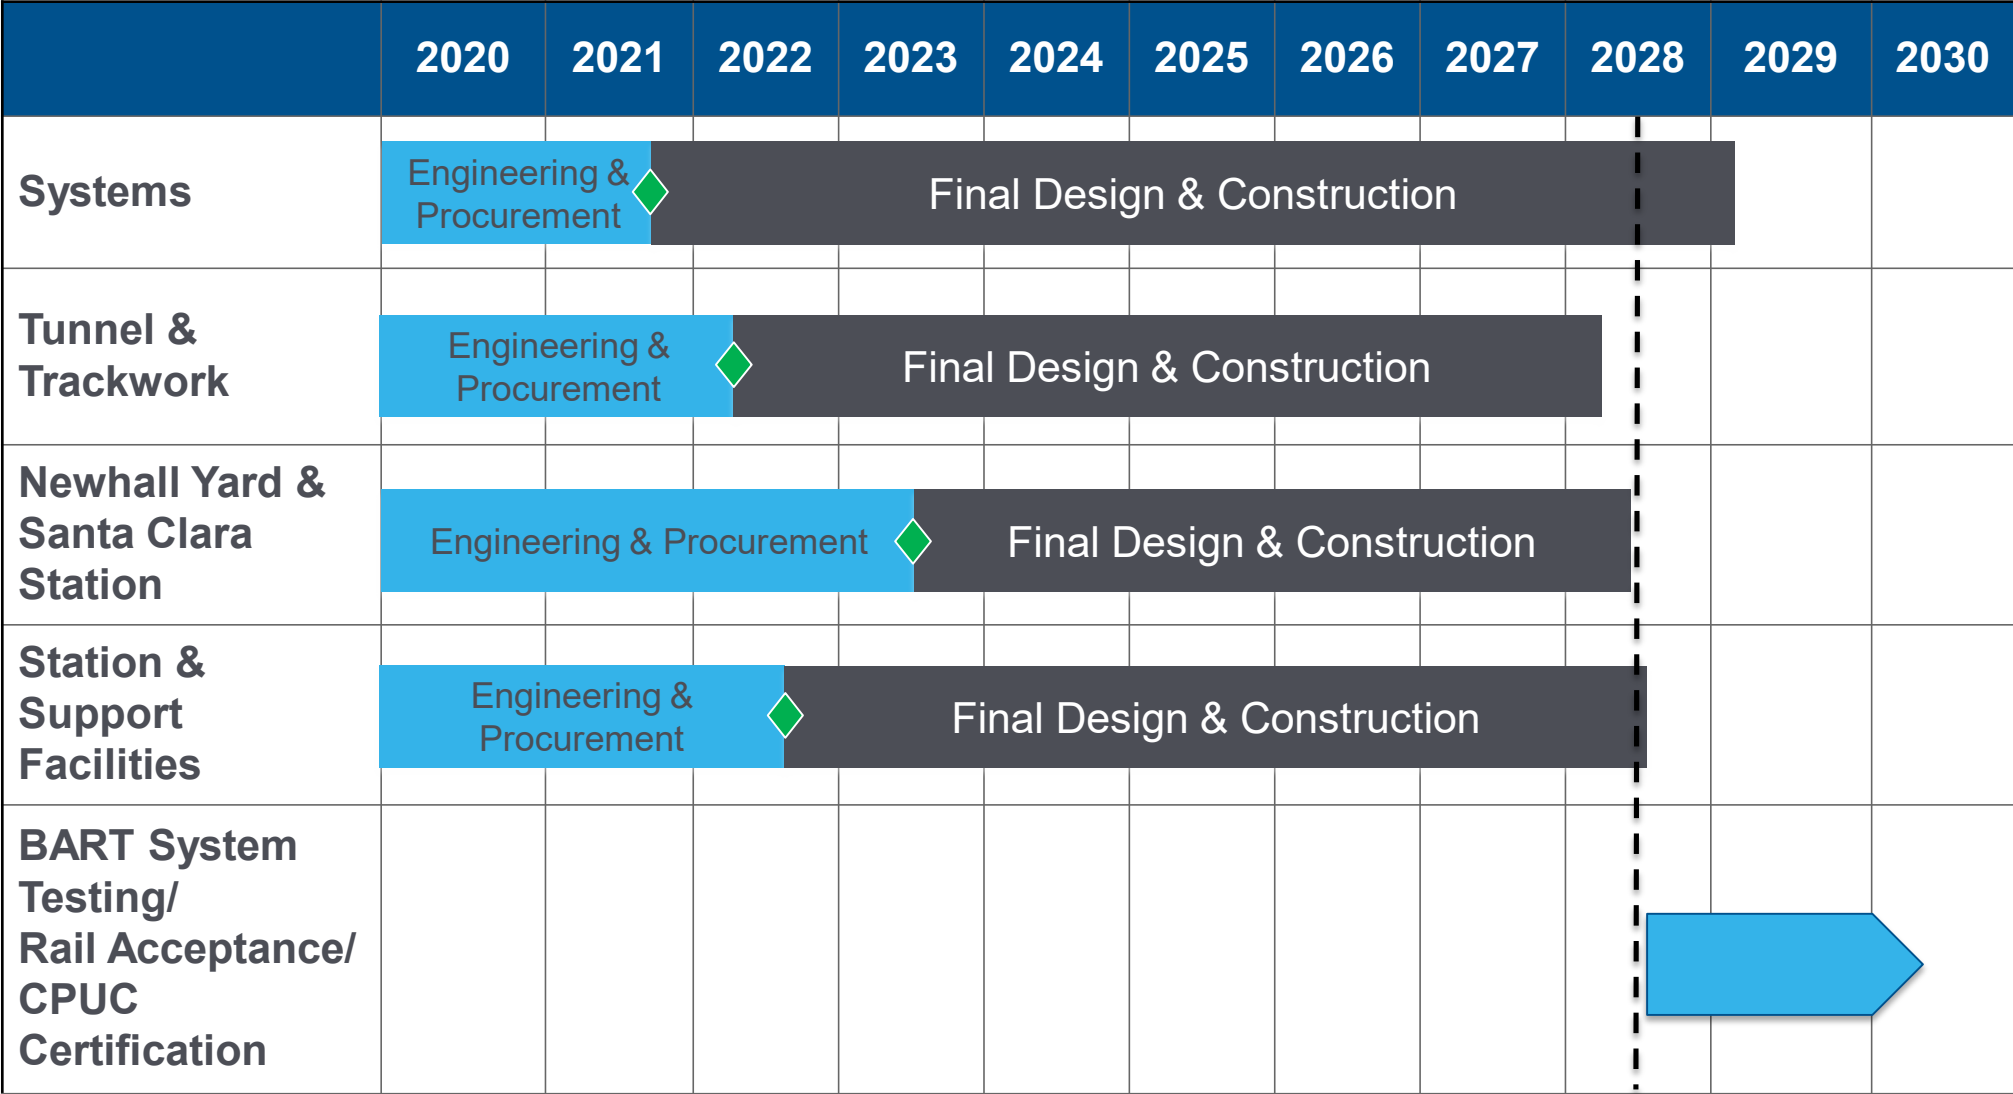 2020 2021 2022 2023 2024 2025 2026 2027 2028 2029 2030
Systems
Engineering &
Procurement
Final Design & Construction
Tunnel &
Trackwork
Engineering &
Procurement
Final Design & Construction
Newhall Yard &
Santa Clara
Station
Engineering & Procurement
Final Design & Construction
Station &
Support
Facilities
Engineering &
Procurement
Final Design & Construction
BART System
Testing/
Rail Acceptance/
CPUC
Certification